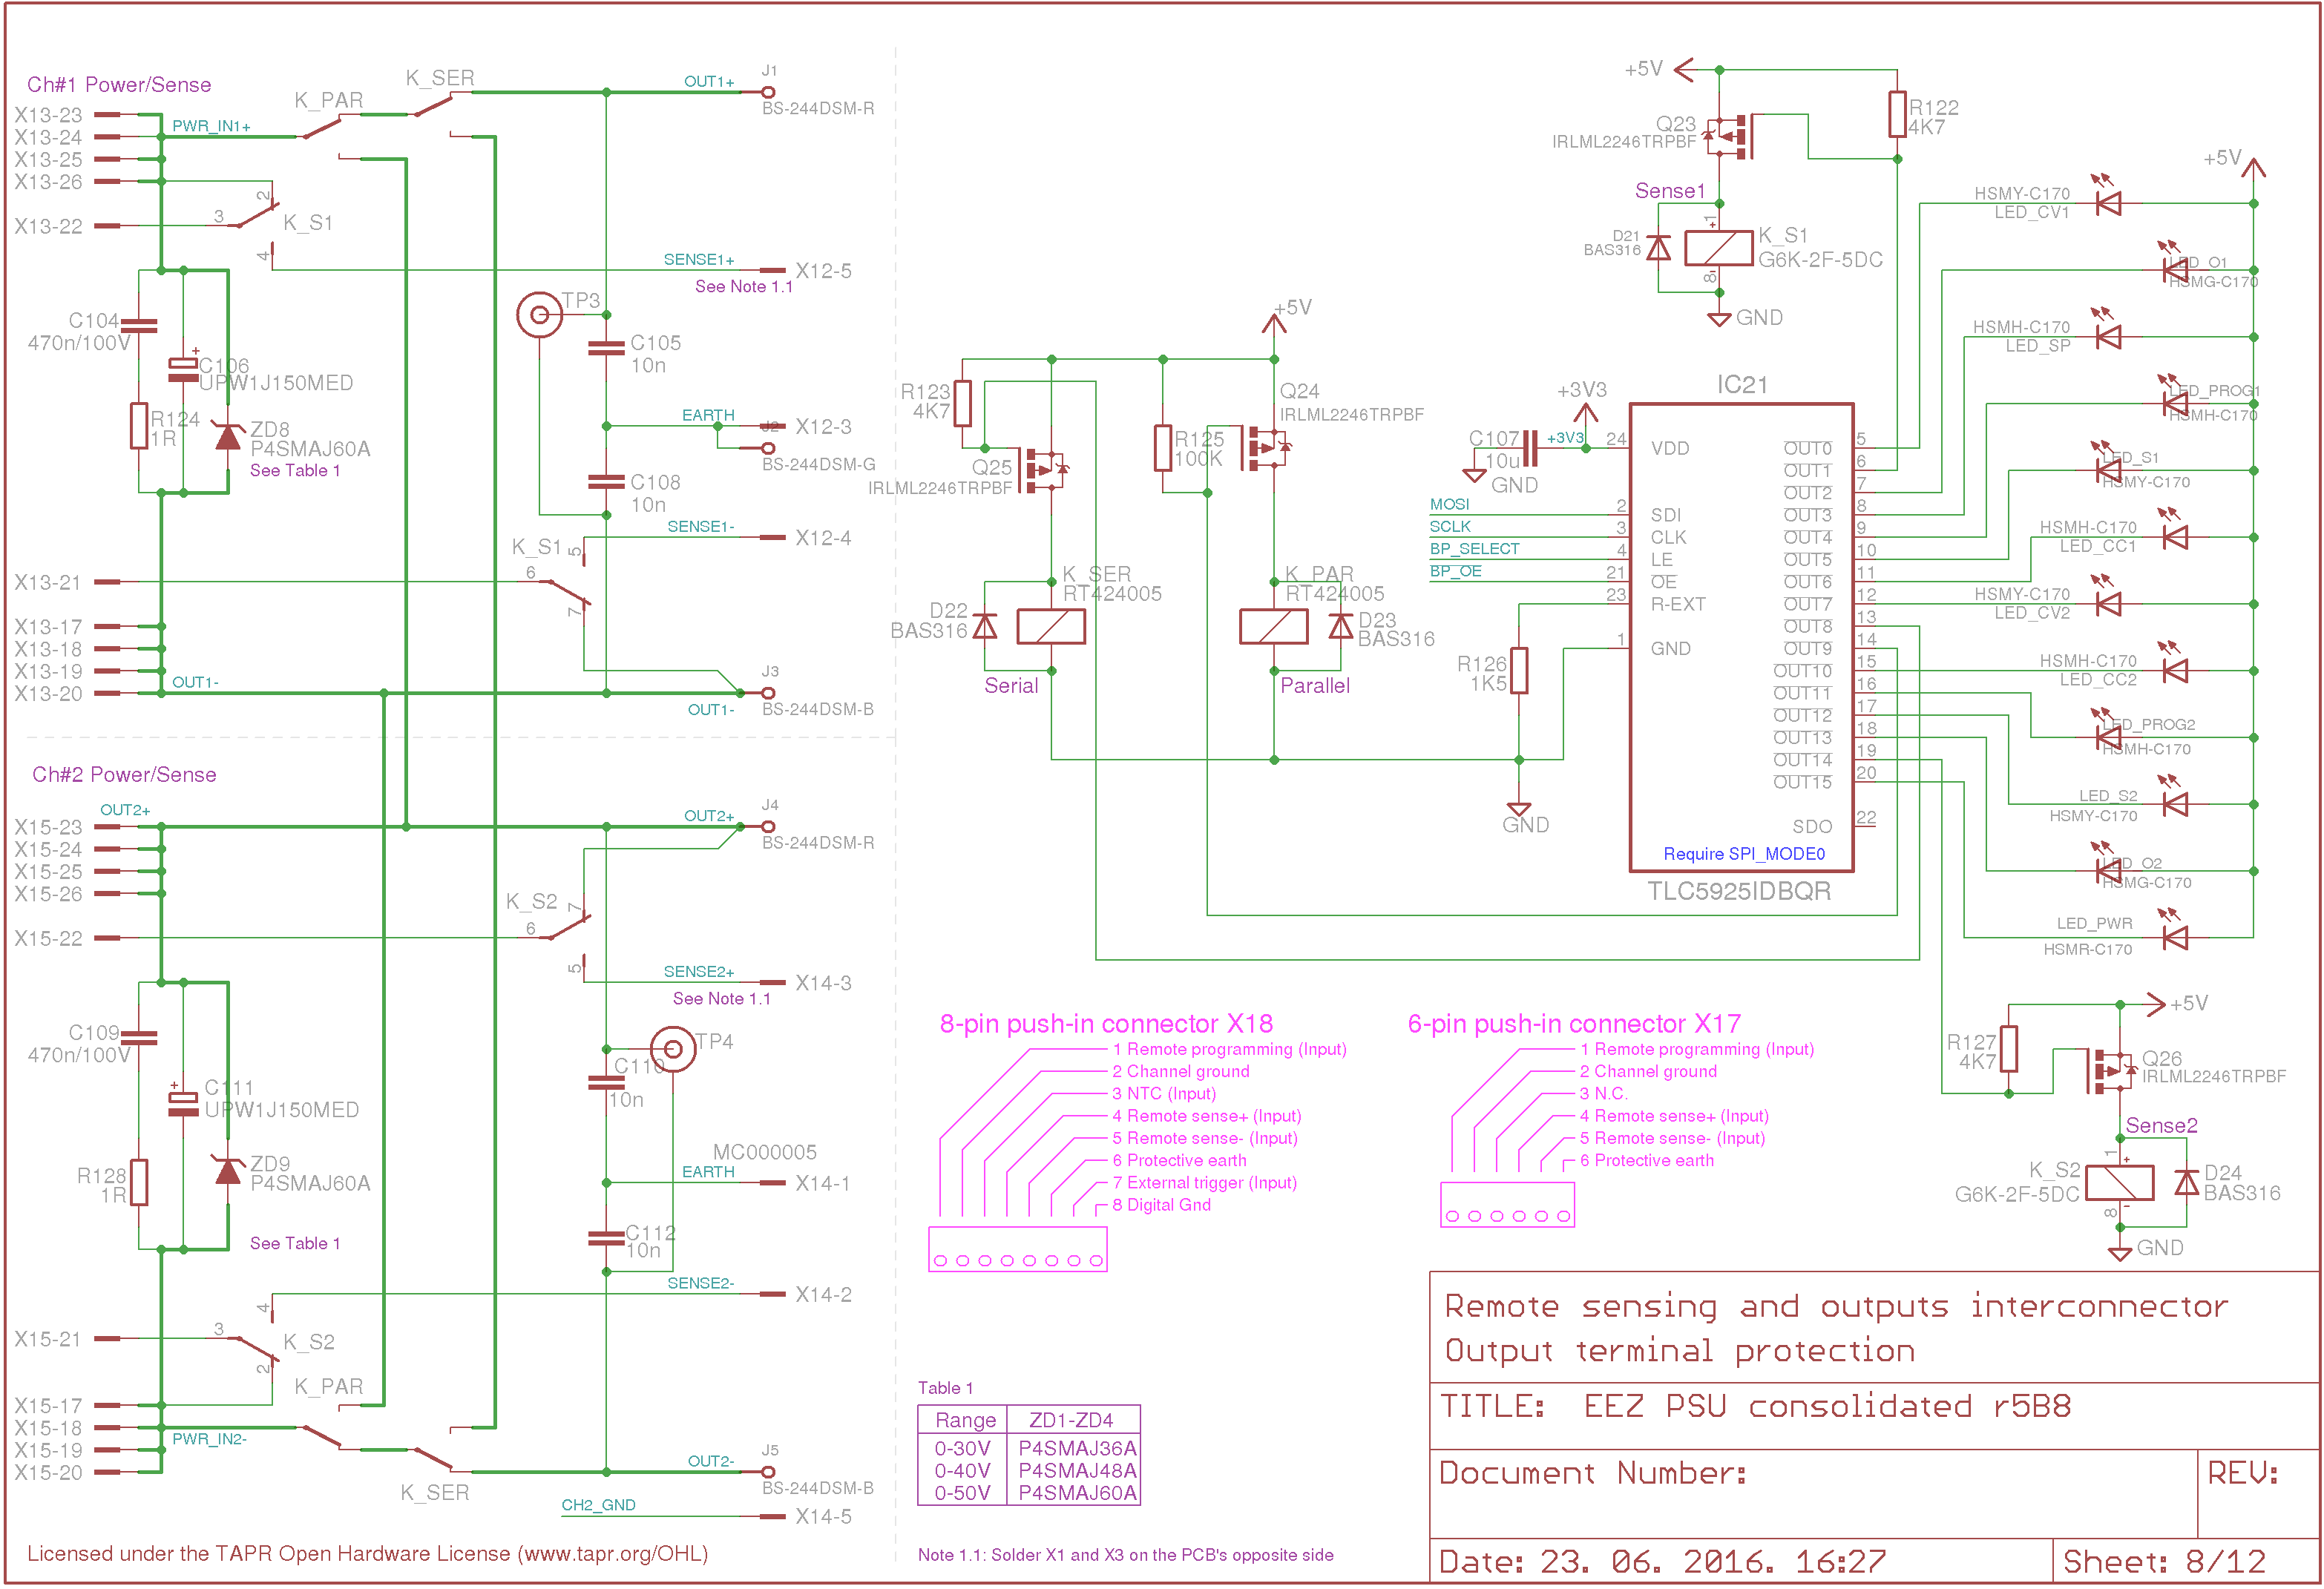 Ch#1 Power/Sense
X13-23
X13-24
X13-25
X13-26
X13-22
PWR_IN1+
K_PAR
K_SER
OUT1+
J1
BS-244DSM-R
2
3
4
K_S1
SENSE1+
X12-5
See Note 1.1
C104
470n/100V
C106
UPW1J150MED
R124
1R
ZD8
P4SMAJ60A
See Table 1
TP3
C105
10n
EARTH
X12-3
J2
BS-244DSM-G
C108
10n
SENSE1-
X12-4
K_S1
5
6
7
X13-21
X13-17
X13-18
X13-19
X13-20
OUT1-
J3
OUT1-
BS-244DSM-B
Ch#2 Power/Sense
OUT2+
X15-23
X15-24
X15-25
X15-26
X15-22
OUT2+
J4
BS-244DSM-R
K_S2
7
6
5
SENSE2+
X14-3
See Note 1.1
C109
470n/100V
C111
UPW1J150MED
R128
1R
ZD9
P4SMAJ60A
See Table 1
TP4
C110
10n
MC000005
EARTH
X14-1
C112
10n
SENSE2-
X14-2
4
3
2
K_S2
X15-21
X15-17
X15-18
X15-19
X15-20
PWR_IN2-
K_PAR
K_SER
OUT2-
J5
BS-244DSM-B
CH2_GND
X14-5
Licensed under the TAPR Open Hardware License (www.tapr.org/OHL)
+5V
R123
4K7
Q25
IRLML2246TRPBF
R125
100K
Q24
IRLML2246TRPBF
K_SER
RT424005
D22
BAS316
Serial
K_PAR
RT424005
D23
BAS316
Parallel
+5V
Q23
IRLML2246TRPBF
R122
4K7
Sense1
D21
BAS316
1
+
K_S1
G6K-2F-5DC
8
-
GND
+3V3
C107
10u
+3V3
GND
IC21
24 VDD
MOSI 2 SDI
SCLK 3 CLK
BP_SELECT 4 LE
BP_OE 21 OE
23 R-EXT
1 GND
OUT0 5
OUT1 6
OUT2 7
OUT3 8
OUT4 9
OUT5 10
OUT6 11
OUT7 12
OUT8 13
OUT9 14
OUT10 15
OUT11 16
OUT12 17
OUT13 18
OUT14 19
OUT15 20
SDO 22
Require SPI_MODE0
TLC5925IDBQR
R126
1K5
GND
+5V
HSMY-C170
LED_CV1
LED_O1
HSMG-C170
HSMH-C170
LED_SP
LED_PROG1
HSMH-C170
LED_S1
HSMY-C170
HSMH-C170
LED_CC1
HSMY-C170
LED_CV2
HSMH-C170
LED_CC2
LED_PROG2
HSMH-C170
LED_S2
HSMY-C170
LED_O2
HSMG-C170
LED_PWR
HSMR-C170
+5V
R127
4K7
Q26
IRLML2246TRPBF
Sense2
1
+
K_S2
G6K-2F-5DC
8
-
D24
BAS316
GND
8-pin push-in connector X18
1 Remote programming (Input)
2 Channel ground
3 NTC (Input)
4 Remote sense+ (Input)
5 Remote sense- (Input)
6 Protective earth
7 External trigger (Input)
8 Digital Gnd
6-pin push-in connector X17
1 Remote programming (Input)
2 Channel ground
3 N.C.
4 Remote sense+ (Input)
5 Remote sense- (Input)
6 Protective earth
Table 1
Range ZD1-ZD4
0-30V P4SMAJ36A
0-40V P4SMAJ48A
0-50V P4SMAJ60A
Note 1.1: Solder X1 and X3 on the PCB's opposite side
Remote sensing and outputs interconnector
Output terminal protection
TITLE: EEZ PSU consolidated r5B8
Document Number:
REV:
Date: 23. 06. 2016. 16:27
Sheet: 8/12